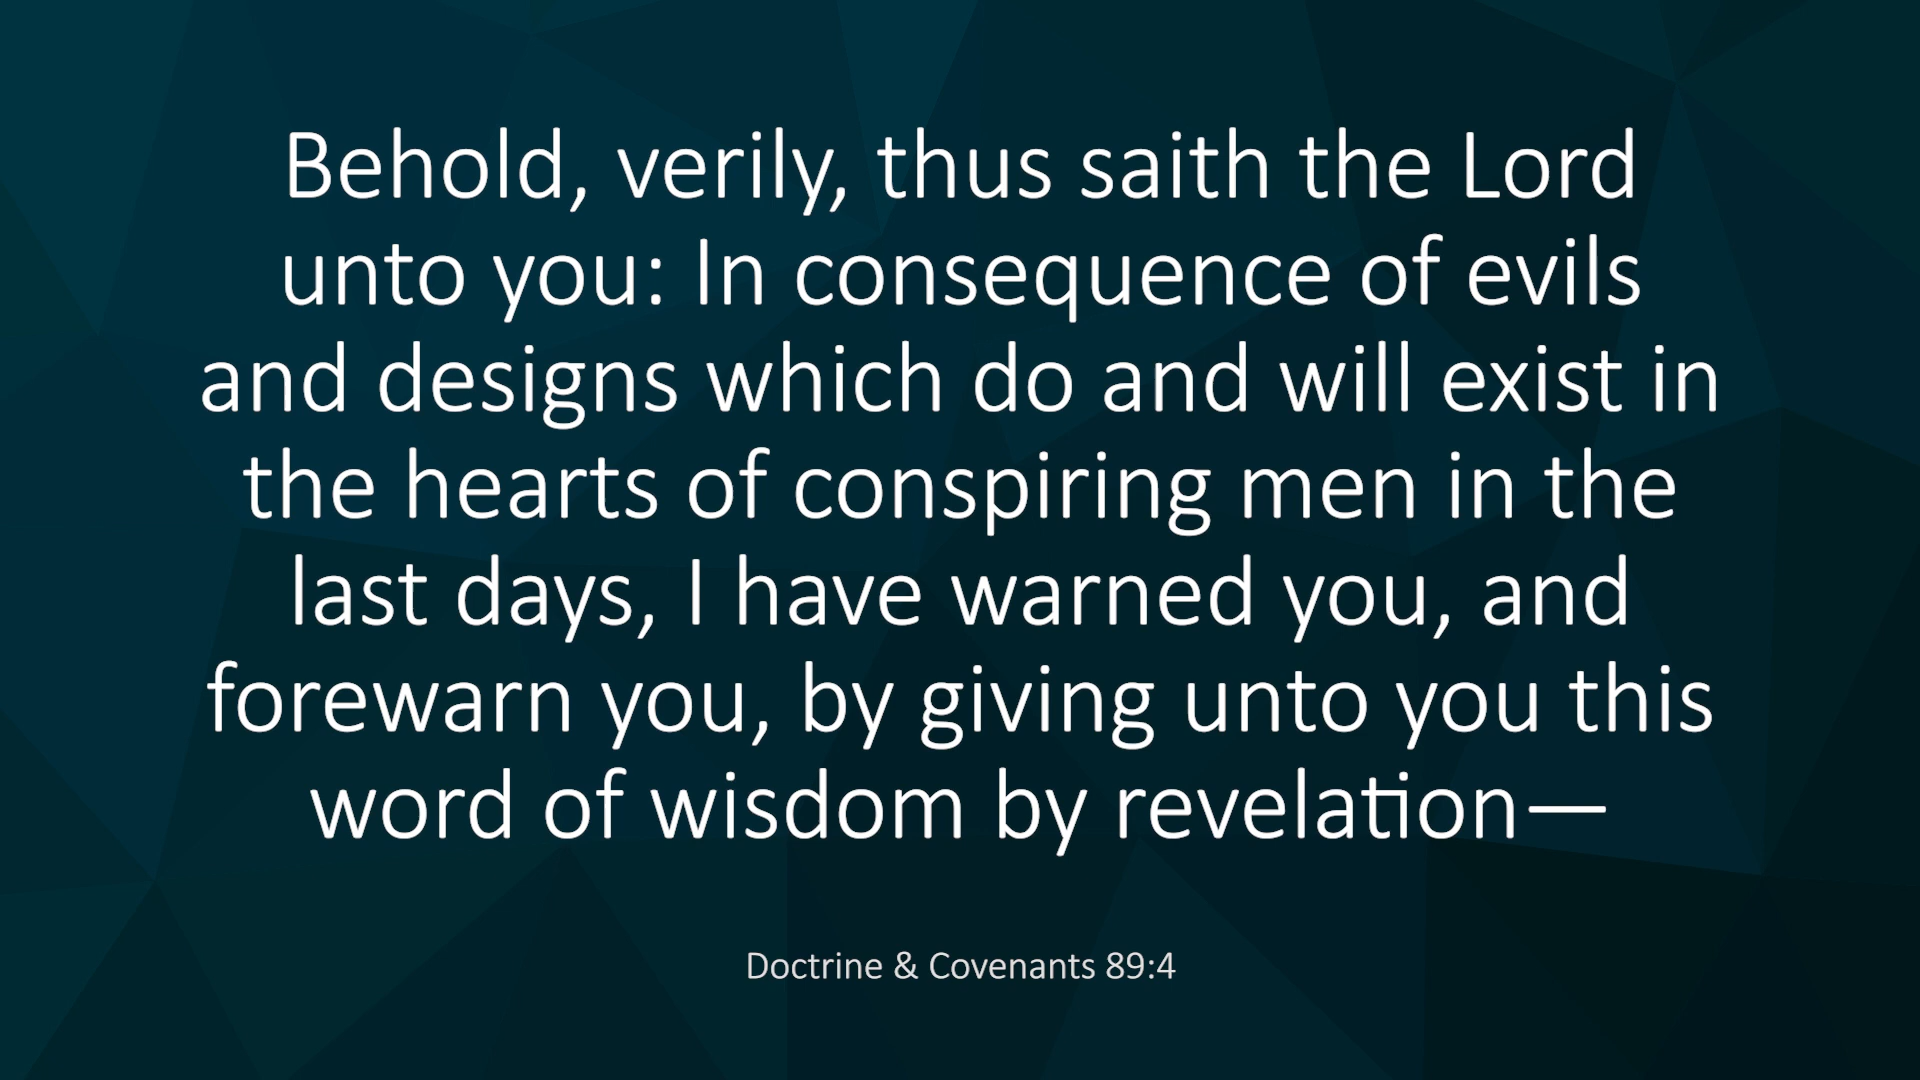 Behold, verily, thus saith the Lord
unto you: In consequence of evils
and designs which do and will exist in
the hearts of conspiring men in the
last days, I have warned you, and
forewarn you, by giving unto you this
word of wisdom by revelation—
Doctrine & Covenants 89:4